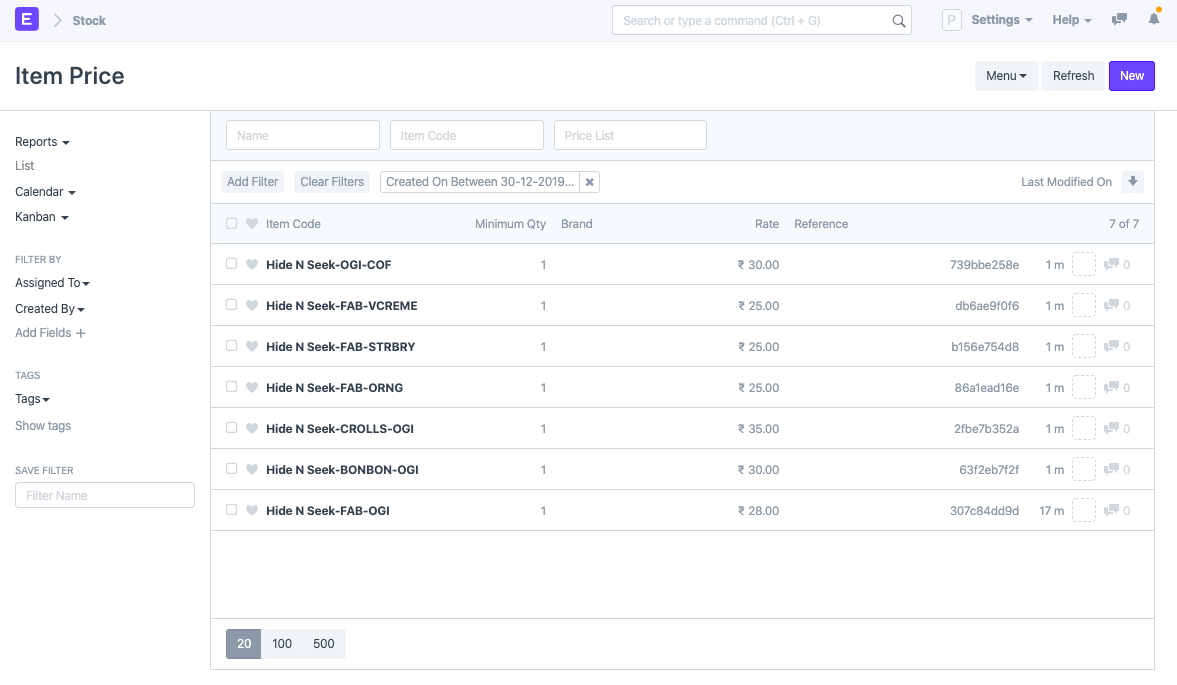 E Stock Search or type a command (Ctrl + G) P Settings Help
Item Price Menu Refresh New
Reports
List
Calendar
Kanban
FILTER BY
Assigned To
Created By
Add Fields +
TAGS
Tags
Show tags
SAVE FILTER
Filter Name
Name Item Code Price List
Add Filter Clear Filters Created On Between 30-12-2019... Last Modified On
Item Code Minimum Qty Brand Rate Reference 7 of 7
Hide N Seek-OGI-COF 1 ₹ 30.00 739bbe258e 1 m 0
Hide N Seek-FAB-VCREME 1 ₹ 25.00 db6ae9f0f6 1 m 0
Hide N Seek-FAB-STRBRY 1 ₹ 25.00 b156e754d8 1 m 0
Hide N Seek-FAB-ORNG 1 ₹ 25.00 86a1ead16e 1 m 0
Hide N Seek-CROLLS-OGI 1 ₹ 35.00 2fbe7b352a 1 m 0
Hide N Seek-BONBON-OGI 1 ₹ 30.00 63f2eb7f2f 1 m 0
Hide N Seek-FAB-OGI 1 ₹ 28.00 307c84dd9d 17 m 0
20 100 500